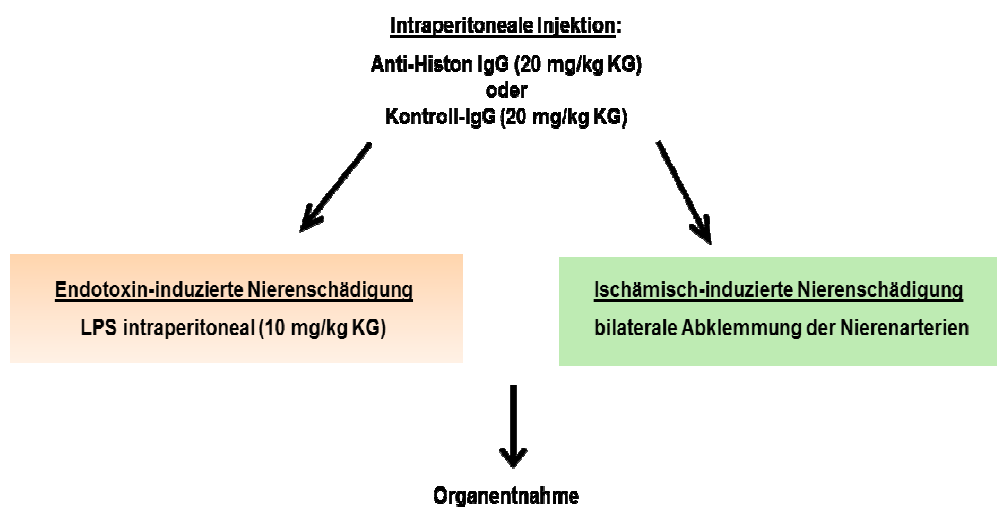 Intraperitoneale Injektion:
Anti-Histon IgG (20 mg/kg KG)
oder
Kontroll-IgG (20 mg/kg KG)
Endotoxin-induzierte Nierenschädigung
LPS intraperitoneal (10 mg/kg KG)
Ischämisch-induzierte Nierenschädigung
bilaterale Abklemmung der Nierenarterien
Organentnahme